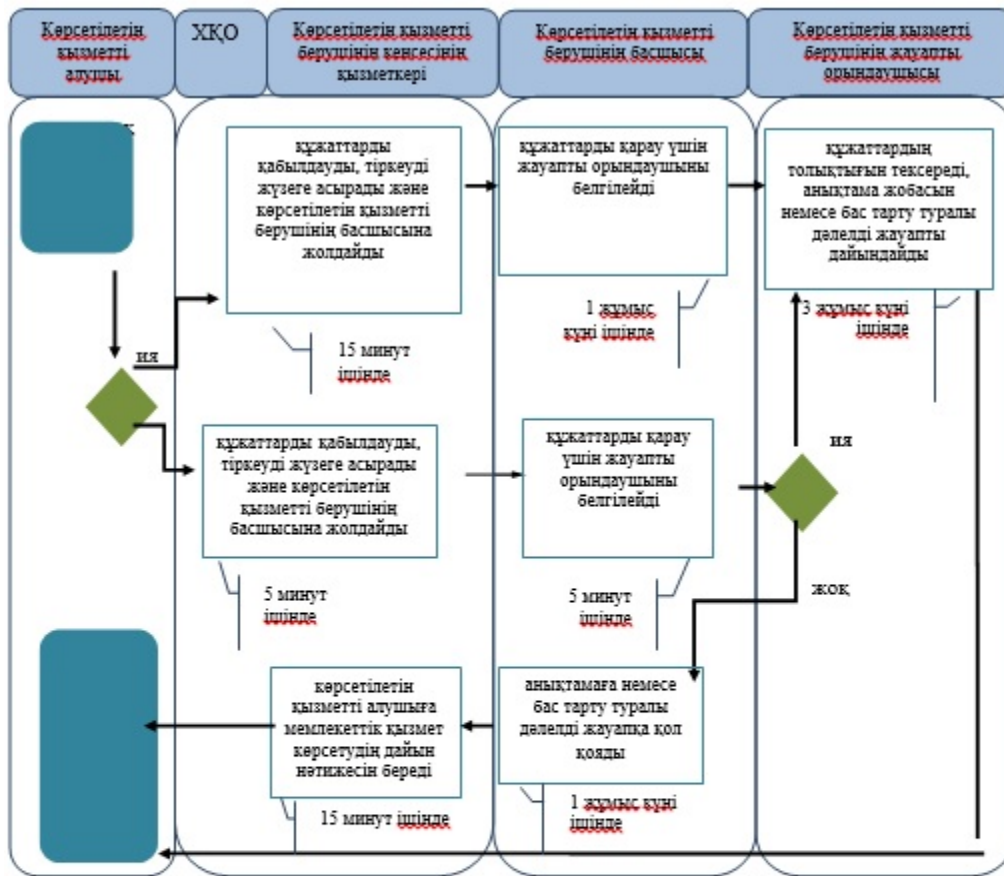 Көрсетілетін
қызметті
алушы
ХҚО
Көрсетілетін қызметті
берушінің кеңсесінің
қызметкері
Көрсетілетін қызметті
берушінің басшысы
Көрсетілетін қызметті
берушінің жауапты
орындаушысы
құжаттарды
қабылдауды, тіркеуді
жүзеге асырады және
көрсетілетін қызметті
берушінің басшысына
жолдайды
құжаттарды қарау үшін
жауапты орындаушыны
белгілейді
құжаттардың
толықтығын тексереді,
анықтама жобасын
немесе бас тарту туралы
дәлелді жауапты
дайындайды
15 минут
ішінде
1 жұмыс
күні ішінде
3 жұмыс күні
ішінде
ия
құжаттарды қабылдауды,
тіркеуді жүзеге асырады
және көрсетілетін
қызметті берушінің
басшысына жолдайды
құжаттарды қарау
үшін жауапты
орындаушыны
белгілейді
ия
5 минут
ішінде
5 минут
ішінде
жоқ
көрсетілетін
қызметті алушыға
мемлекеттік қызмет
көрсетудің дайын
нәтижесін береді
анықтамаға немесе
бас тарту туралы
дәлелді жауапқа қол
қояды
15 минут ішінде
1 жұмыс күні
ішінде